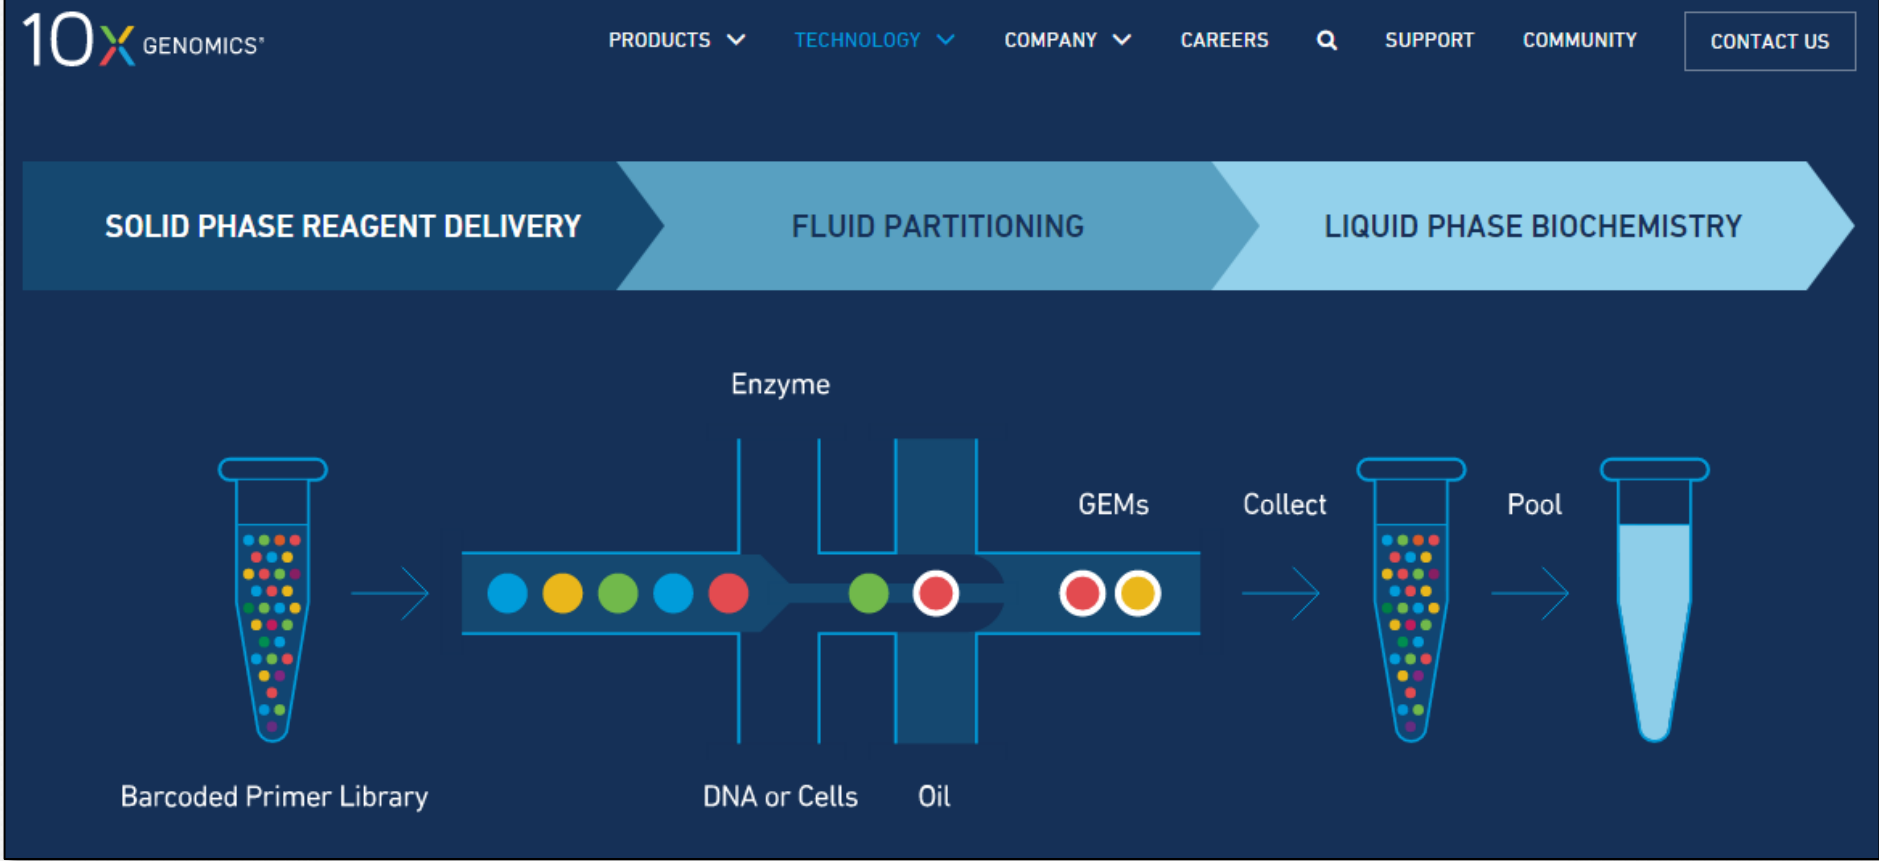 10X GENOMICS®
PRODUCTS TECHNOLOGY COMPANY CAREERS SUPPORT COMMUNITY CONTACT US
SOLID PHASE REAGENT DELIVERY FLUID PARTITIONING LIQUID PHASE BIOCHEMISTRY
Enzyme
GEMs Collect Pool
Barcoded Primer Library DNA or Cells Oil